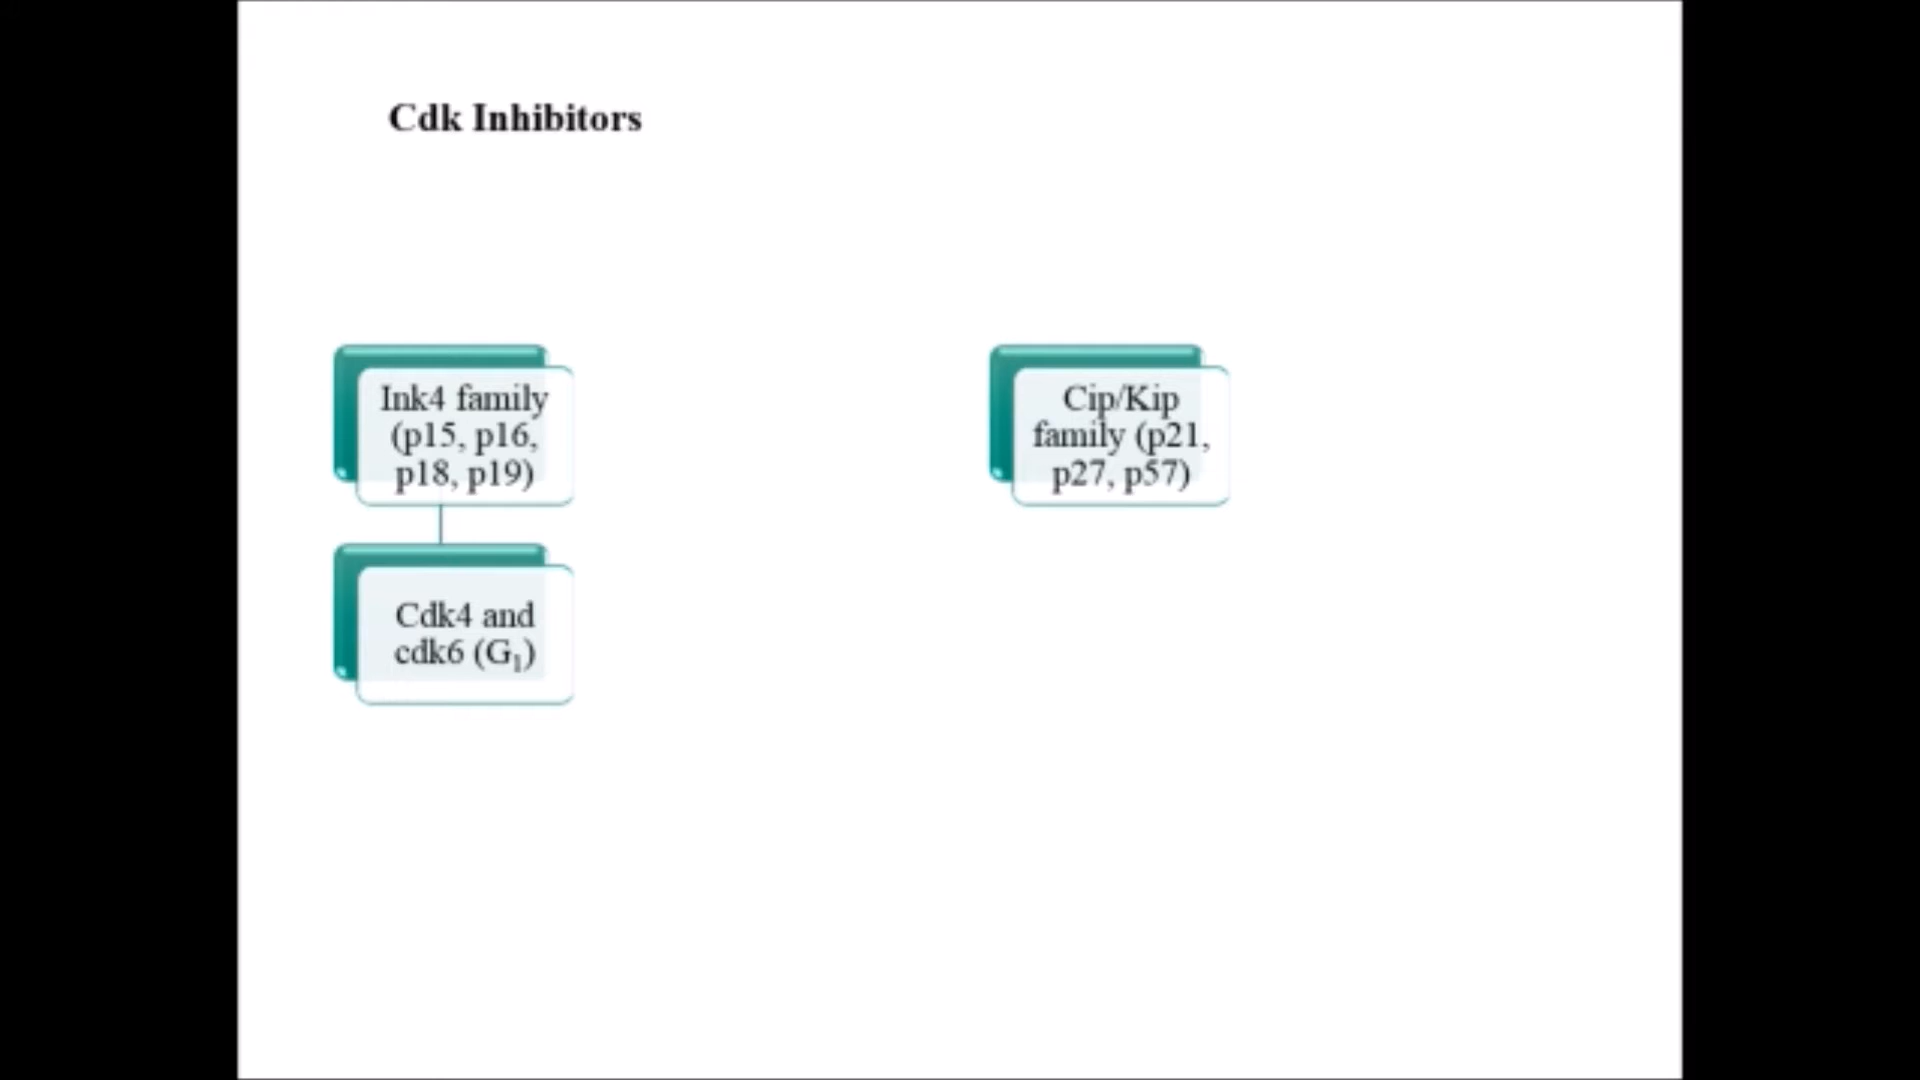 Cdk Inhibitors
Ink4 family
(p15, p16,
p18, p19)
Cip/Kip
family (p21,
p27, p57)
Cdk4 and
cdk6 (G₁)